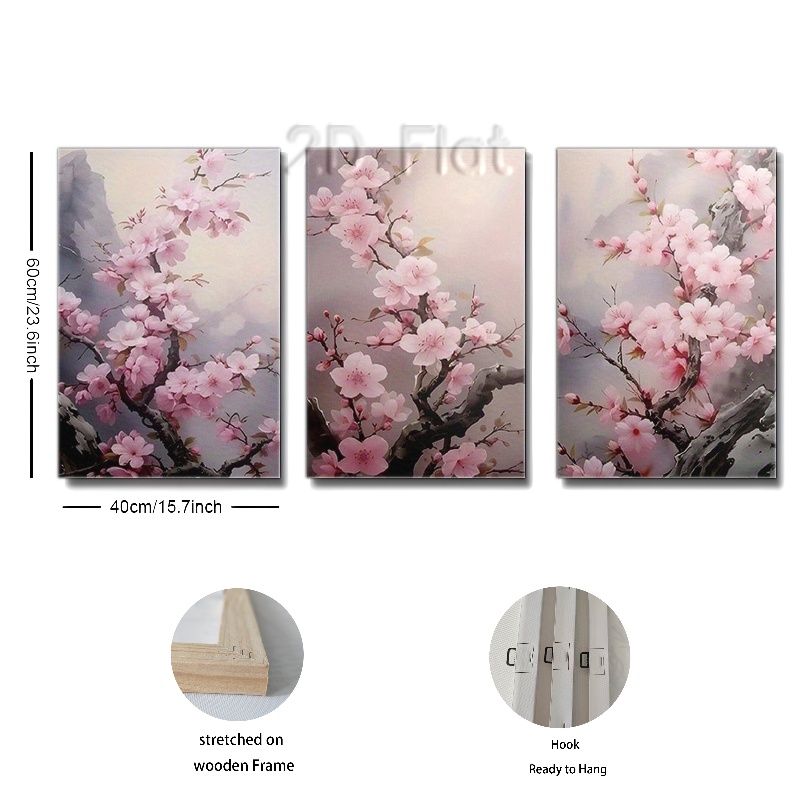 2D Flat
60cm/23.6inch
40cm/15.7inch
stretched on
wooden Frame
Hook
Ready to Hang